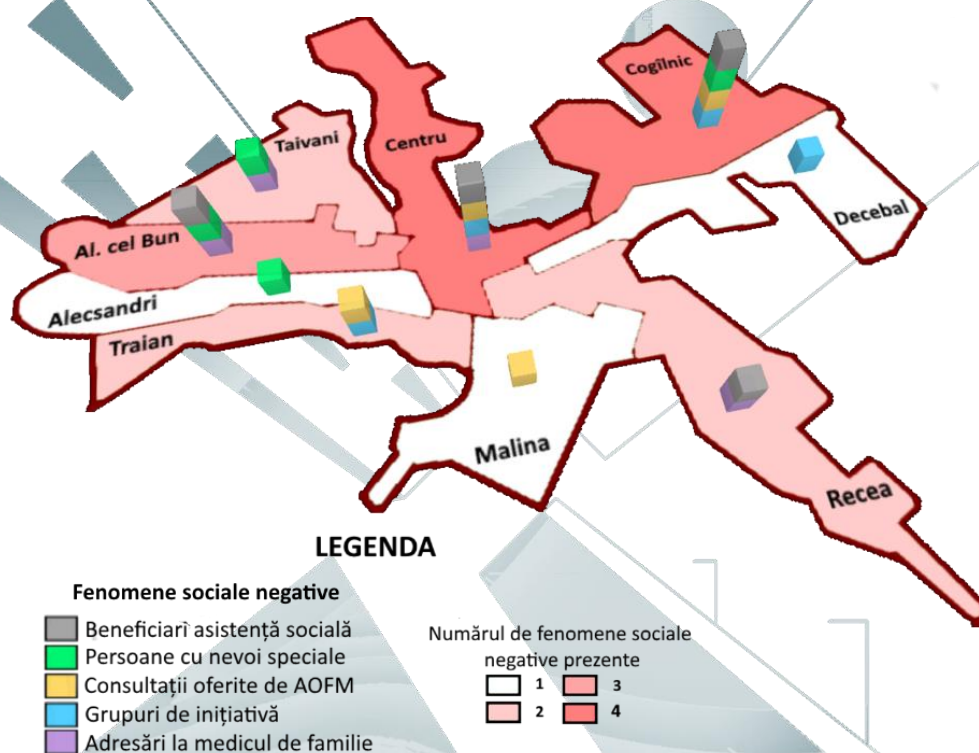 Cogîlnic
Taivani
Centru
Decebal
Al. cel Bun
Alecsandri
Traian
Malina
Recea
LEGENDA
Fenomene sociale negative
Beneficiari asistență socială
Persoane cu nevoi speciale
Consultații oferite de AOFM
Grupuri de inițiativă
Adresări la medicul de familie
Numărul de fenomene sociale
negative prezente
1 3
2 4